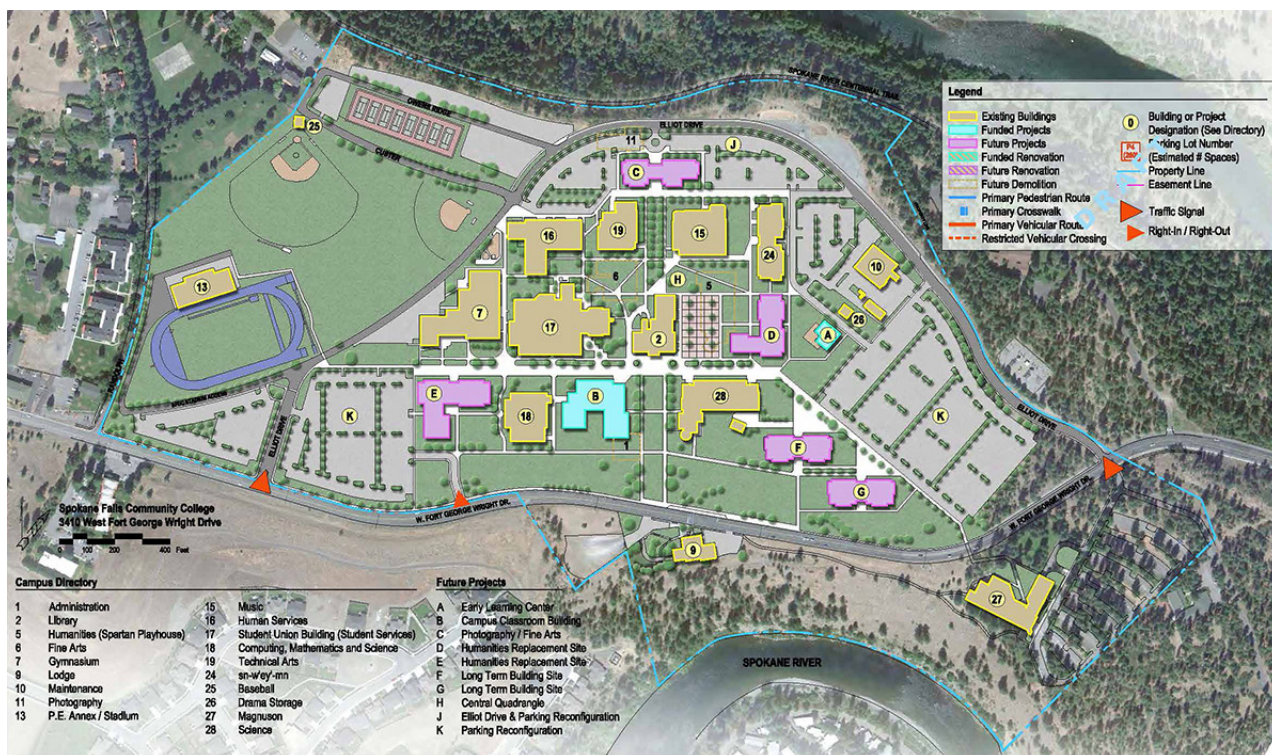 SPOKANE RIVER CENTENNIAL TRAIL
OWENS RIDGE
CUSTER
ELLIOT DRIVE
25
11
J
C
16
19
15
24
10
6
H
5
13
7
17
2
D
26
A
E
18
B
28
K
K
1
F
G
9
27
ELLIOT DRIVE
ELLIOT DRIVE
W. FORT GEORGE WRIGHT DR.
W. FORT GEORGE WRIGHT DR.
SPOKANE RIVER
Legend
Existing Buildings
Funded Projects
Future Projects
Funded Renovation
Future Renovation
Future Demolition
Primary Pedestrian Route
Primary Crosswalk
Primary Vehicular Route
Restricted Vehicular Crossing
0 Building or Project
Designation (See Directory)
Parking Lot Number
(Estimated # Spaces)
Property Line
Easement Line
Traffic Signal
Right-In / Right-Out
DRAFT
Spokane Falls Community College
3410 West Fort George Wright Drive
0 100 200 400 Feet
Campus Directory
1 Administration
2 Library
5 Humanities (Spartan Playhouse)
6 Fine Arts
7 Gymnasium
9 Lodge
10 Maintenance
11 Photography
13 P.E. Annex / Stadium
15 Music
16 Human Services
17 Student Union Building (Student Services)
18 Computing, Mathematics and Science
19 Technical Arts
24 sn-w'ey'-mn
25 Baseball
26 Drama Storage
27 Magnuson
28 Science
Future Projects
A Early Learning Center
B Campus Classroom Building
C Photography / Fine Arts
D Humanities Replacement Site
E Humanities Replacement Site
F Long Term Building Site
G Long Term Building Site
H Central Quadrangle
J Elliot Drive & Parking Reconfiguration
K Parking Reconfiguration